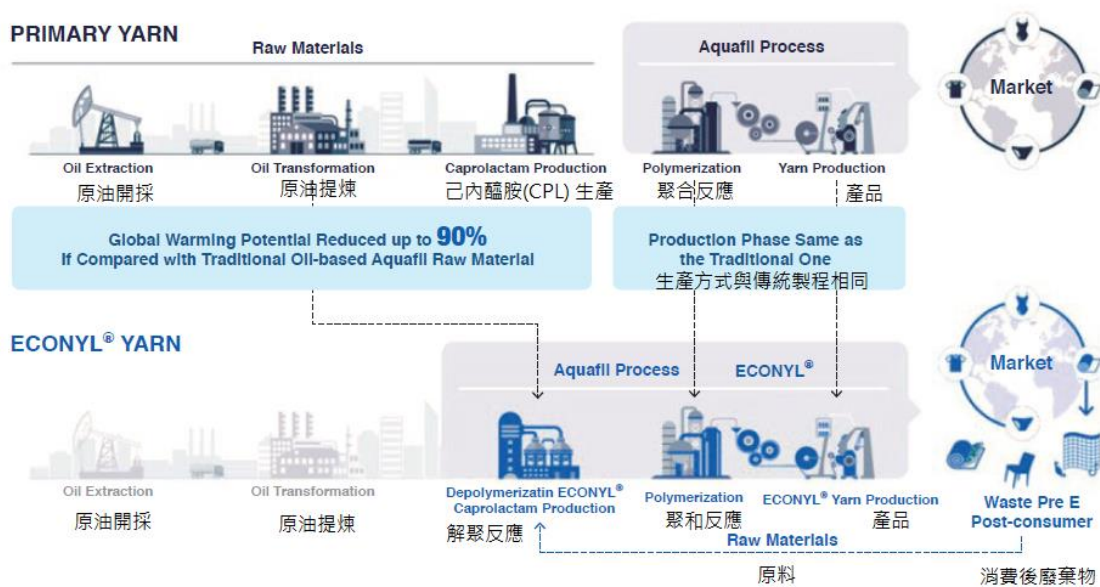 PRIMARY YARN
Raw Materials
Aquafil Process
Market
Oil Extraction
原油開採
Oil Transformation
原油提煉
Caprolactam Production
己內醯胺(CPL) 生產
Polymerization
聚合反應
Yarn Production
產品
Global Warming Potential Reduced up to 90%
If Compared with Traditional Oil-based Aquafil Raw Material
Production Phase Same as
the Traditional One
生產方式與傳統製程相同
ECONYL® YARN
Aquafil Process
ECONYL®
Market
Oil Extraction
原油開採
Oil Transformation
原油提煉
Depolymerizatin ECONYL®
Caprolactam Production
解聚反應
Polymerization
聚和反應
ECONYL® Yarn Production
產品
Waste Pre E
Post-consumer
Raw Materials
原料
消費後廢棄物